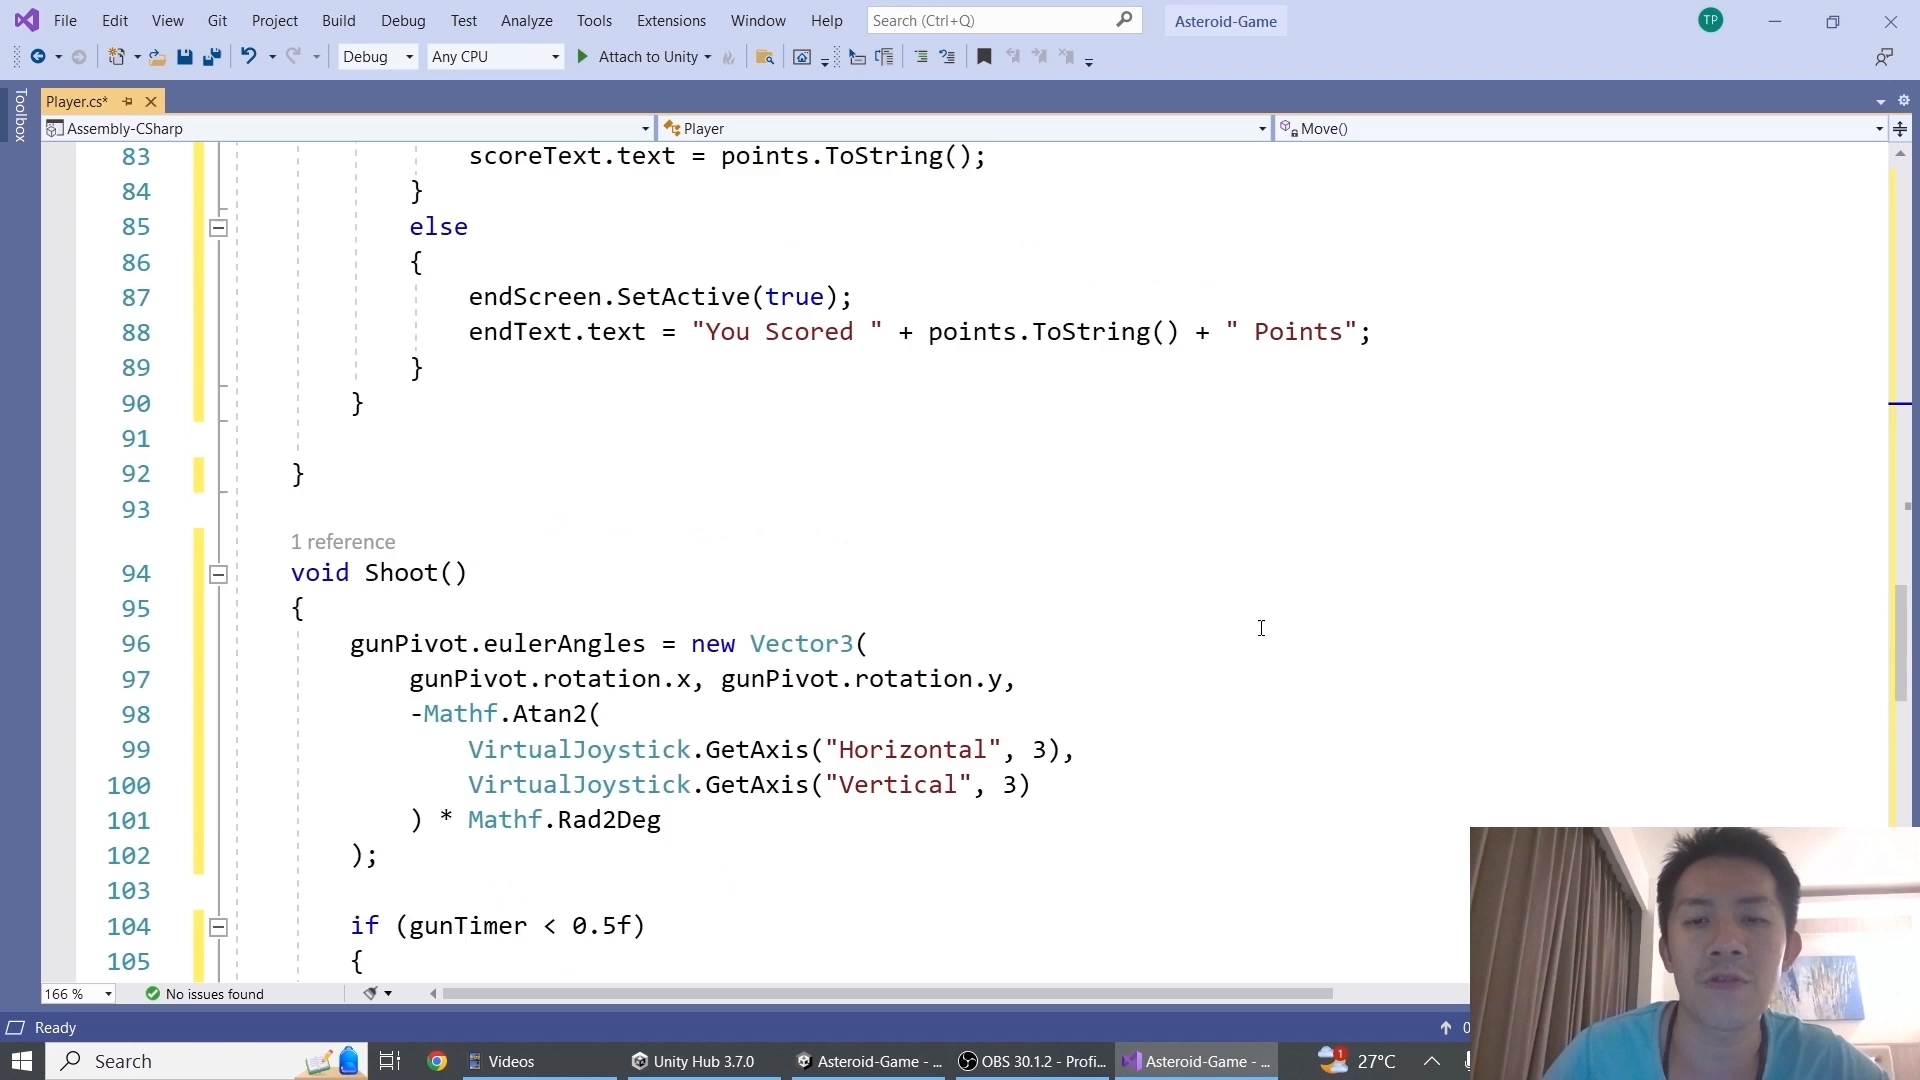 File Edit View Git Project Build Debug Test Analyze Tools Extensions Window Help Search (Ctrl+Q) Asteroid-Game TP
Debug Any CPU Attach to Unity
Toolbox
Player.cs*
Assembly-CSharp Player Move()
83 scoreText.text = points.ToString();
84 }
85 else
86 {
87 endScreen.SetActive(true);
88 endText.text = "You Scored " + points.ToString() + " Points";
89 }
90 }
91
92 }
93
1 reference
94 void Shoot()
95 {
96 gunPivot.eulerAngles = new Vector3(
97 gunPivot.rotation.x, gunPivot.rotation.y,
98 -Mathf.Atan2(
99 VirtualJoystick.GetAxis("Horizontal", 3),
100 VirtualJoystick.GetAxis("Vertical", 3)
101 ) * Mathf.Rad2Deg
102 );
103
104 if (gunTimer < 0.5f)
105 {
166 % No issues found
Ready 0
Search Videos Unity Hub 3.7.0 Asteroid-Game - ... OBS 30.1.2 - Profi... Asteroid-Game - ... 1 27°C